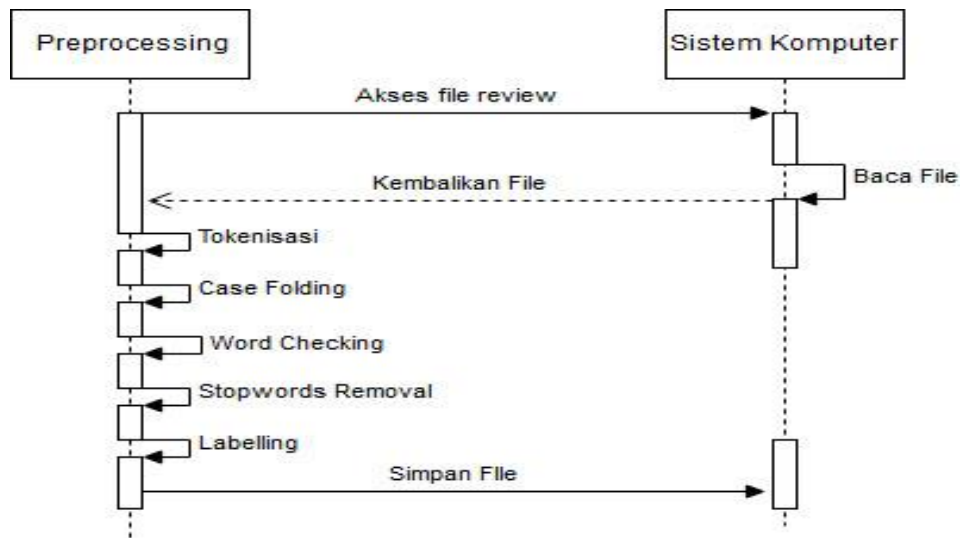 Preprocessing
Sistem Komputer
Akses file review
Baca File
Kembalikan File
Tokenisasi
Case Folding
Word Checking
Stopwords Removal
Labelling
Simpan FIle